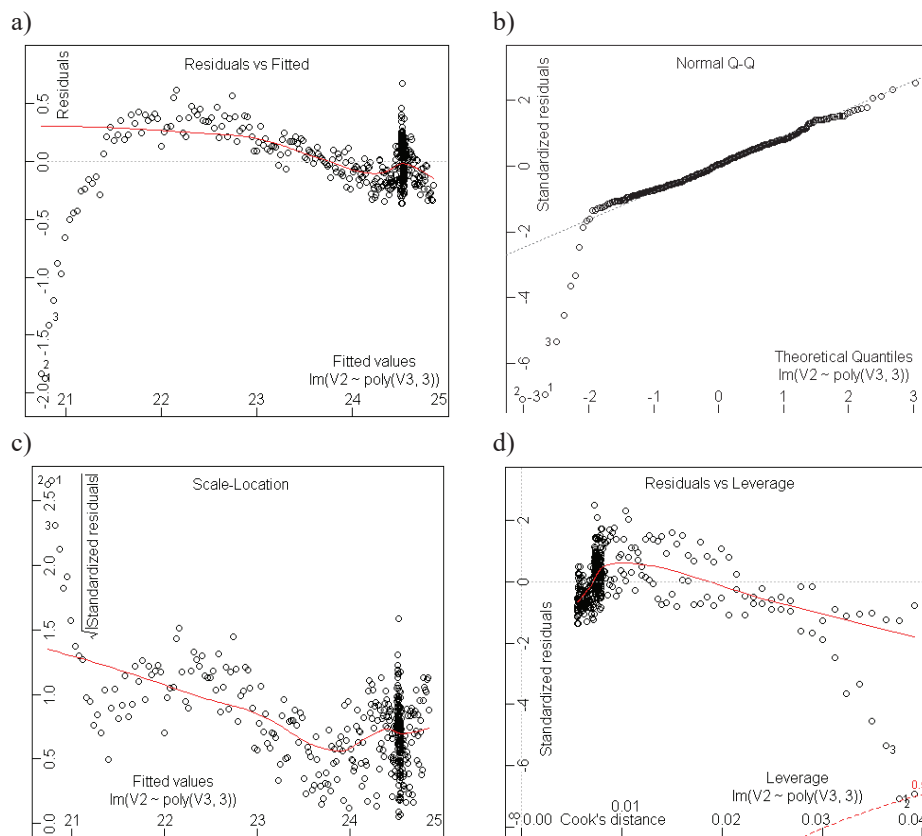 a)
Residuals vs Fitted
Residuals
0.5
0.0
-0.5
-1.0
-1.5
-2.0
3
2
Fitted values
lm(V2 ~ poly(V3, 3))
21 22 23 24 25
b)
Normal Q-Q
Standardized residuals
2
0
-2
-4
-6
3
2
1
Theoretical Quantiles
lm(V2 ~ poly(V3, 3))
-3 -2 -1 0 1 2 3
c)
Scale-Location
√|Standardized residuals|
2.5
2.0
1.5
1.0
0.5
0.0
2 1
3
Fitted values
lm(V2 ~ poly(V3, 3))
21 22 23 24 25
d)
Residuals vs Leverage
Standardized residuals
2
0
-2
-4
-6
3
1
Leverage
lm(V2 ~ poly(V3, 3))
Cook's distance
0.00 0.01 0.02 0.03 0.04